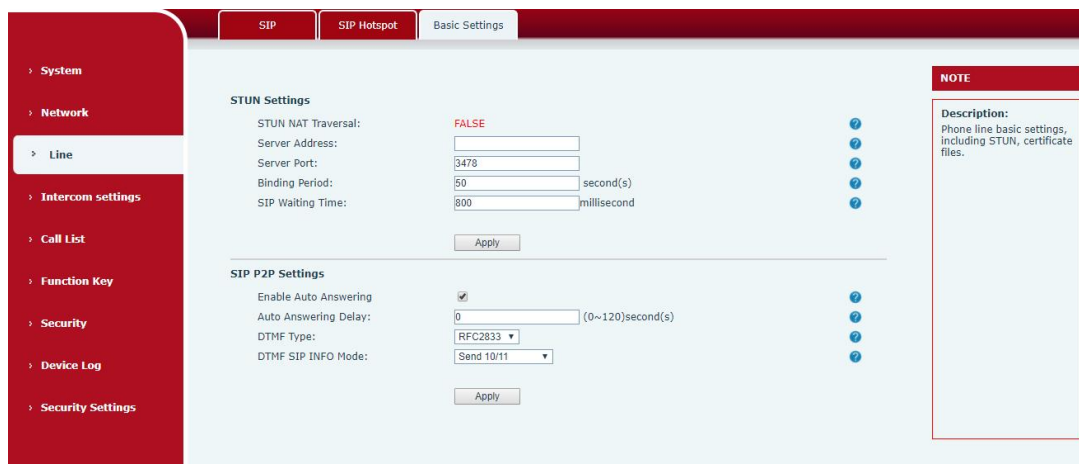 SIP SIP Hotspot Basic Settings
› System
› Network
› Line
› Intercom settings
› Call List
› Function Key
› Security
› Device Log
› Security Settings
STUN Settings
STUN NAT Traversal: FALSE
Server Address:
Server Port: 3478
Binding Period: 50 second(s)
SIP Waiting Time: 800 millisecond
Apply
SIP P2P Settings
Enable Auto Answering
Auto Answering Delay: 0 (0~120)second(s)
DTMF Type: RFC2833
DTMF SIP INFO Mode: Send 10/11
Apply
NOTE
Description:
Phone line basic settings,
including STUN, certificate
files.